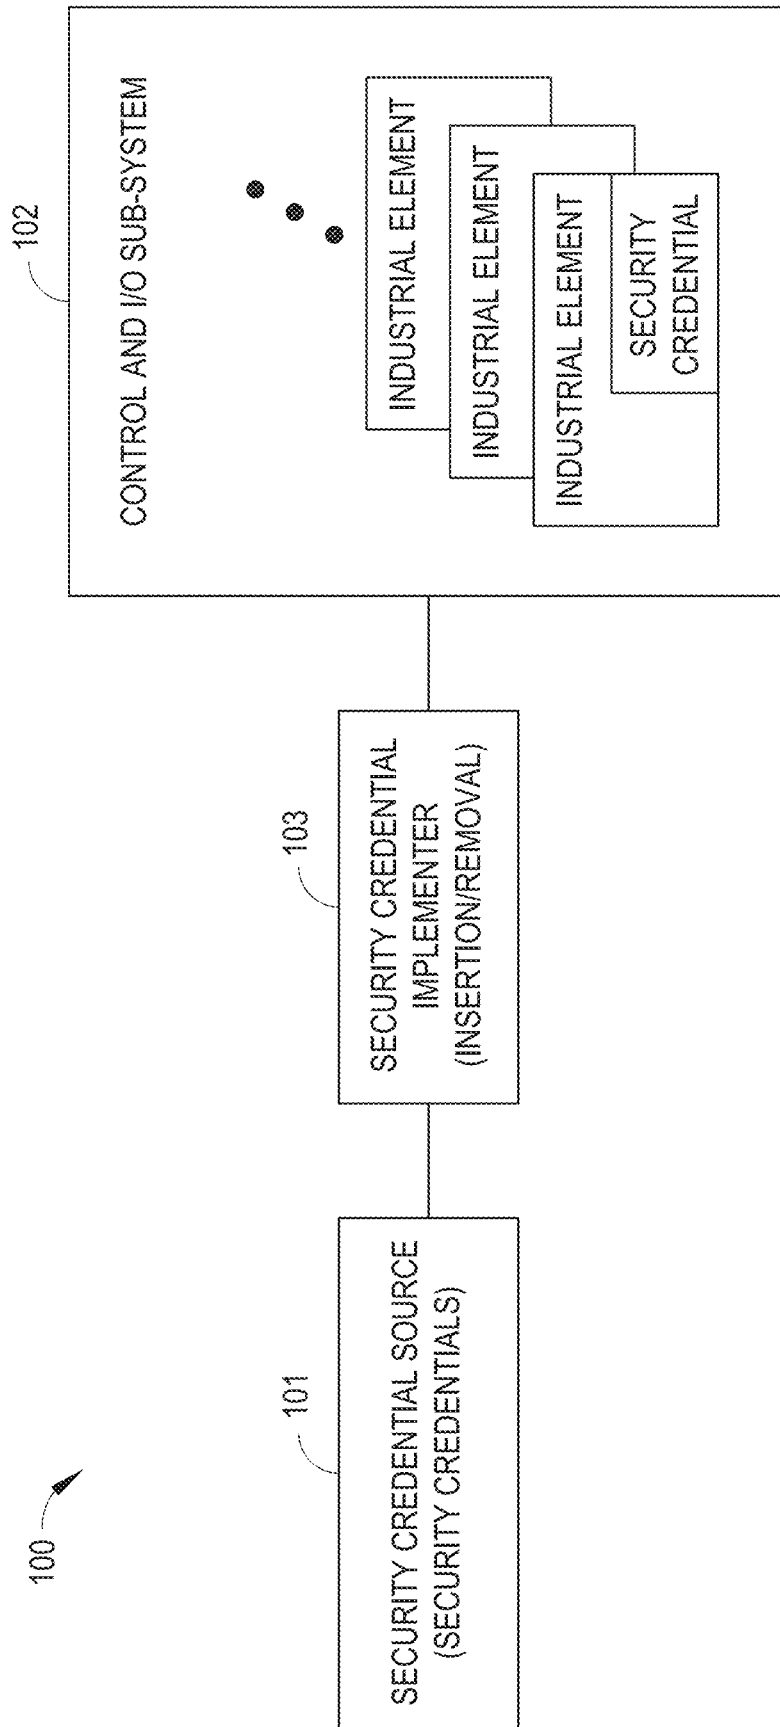 100
101
SECURITY CREDENTIAL SOURCE
(SECURITY CREDENTIALS)
103
SECURITY CREDENTIAL
IMPLEMENTER
(INSERTION/REMOVAL)
102
CONTROL AND I/O SUB-SYSTEM
INDUSTRIAL ELEMENT
INDUSTRIAL ELEMENT
INDUSTRIAL ELEMENT
SECURITY
CREDENTIAL